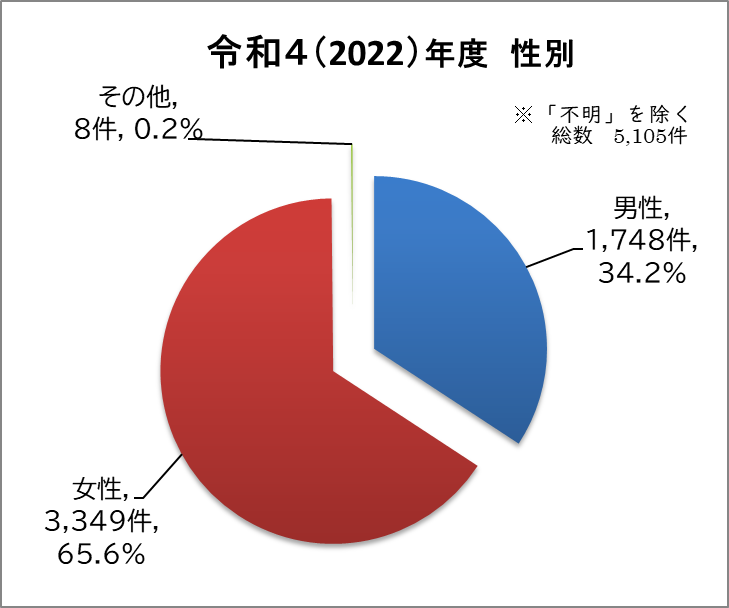 令和４（2022）年度　性別
その他,
8件, 0.2%
※「不明」を除く
総数　5,105件
男性,
1,748件,
34.2%
女性,
3,349件,
65.6%